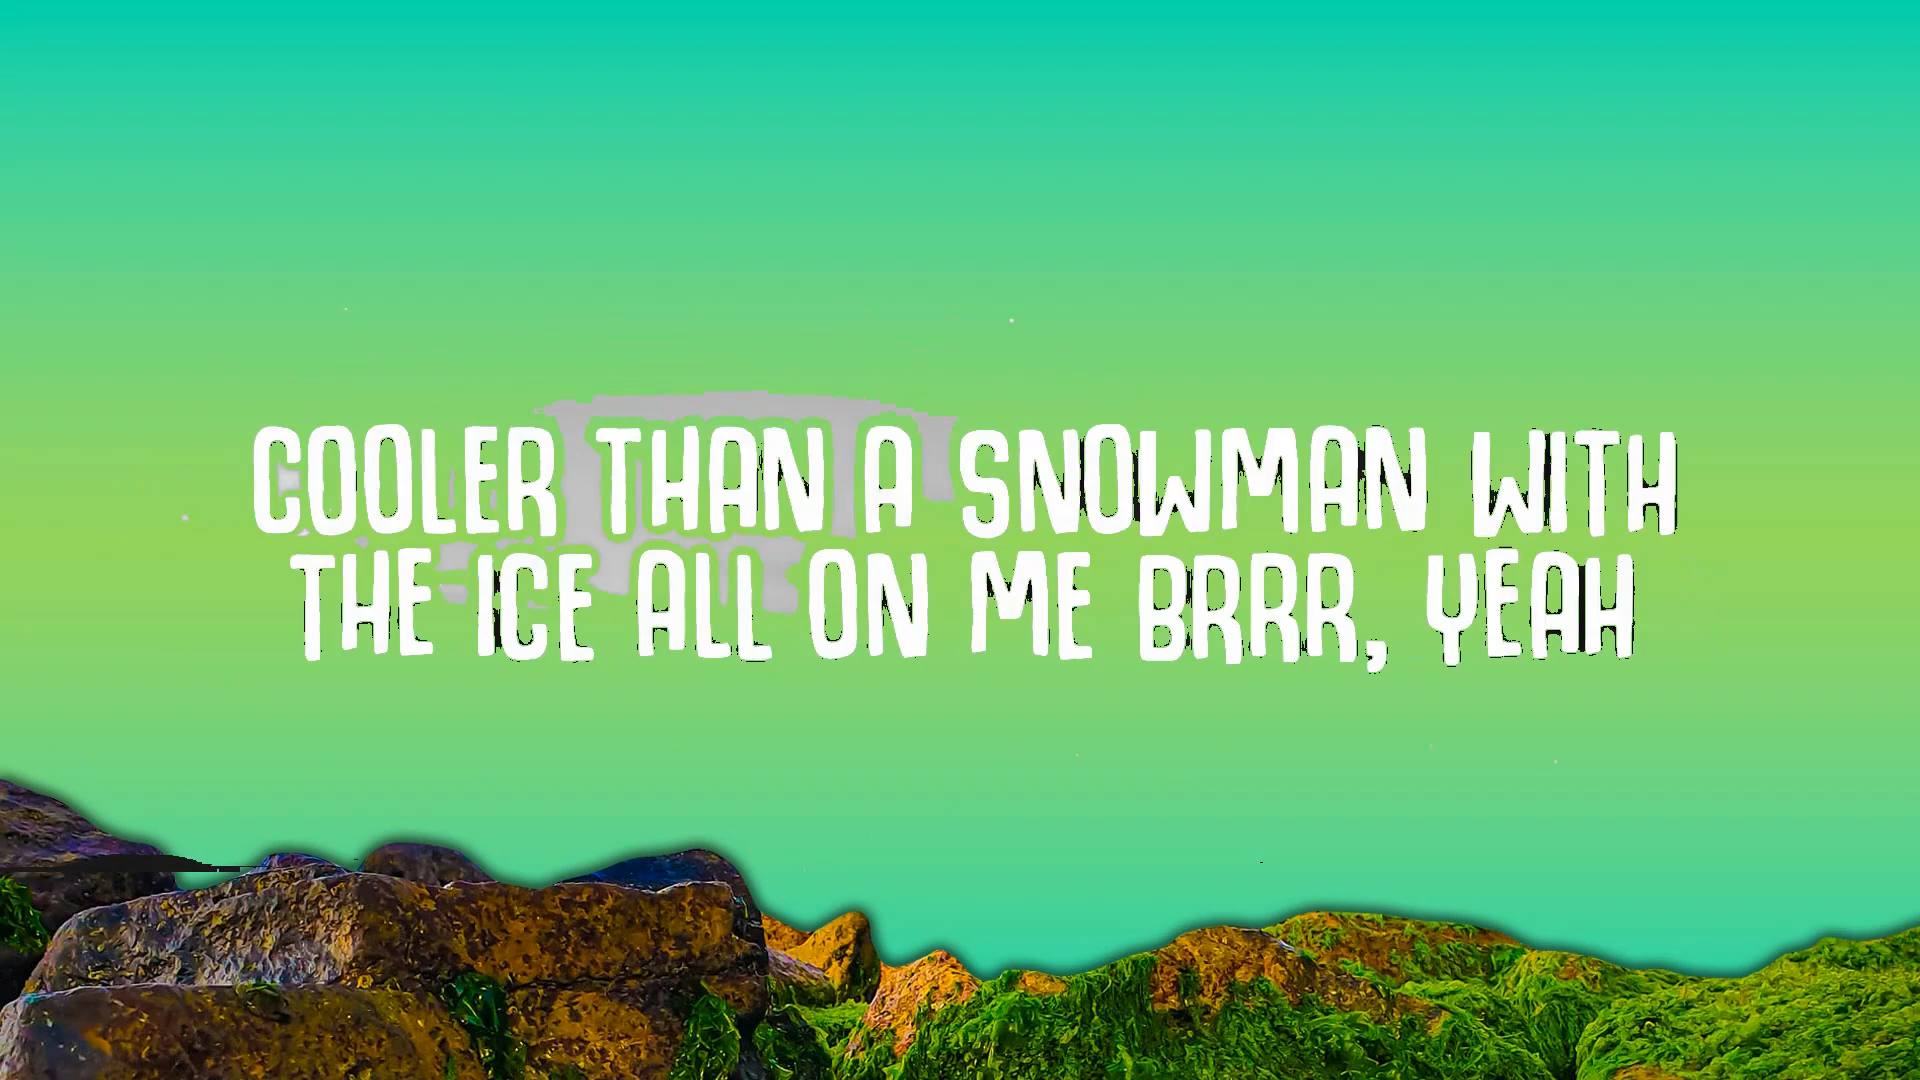 COOLER THAN A SNOWMAN WITH
THE ICE ALL ON ME BRRR, YEAH